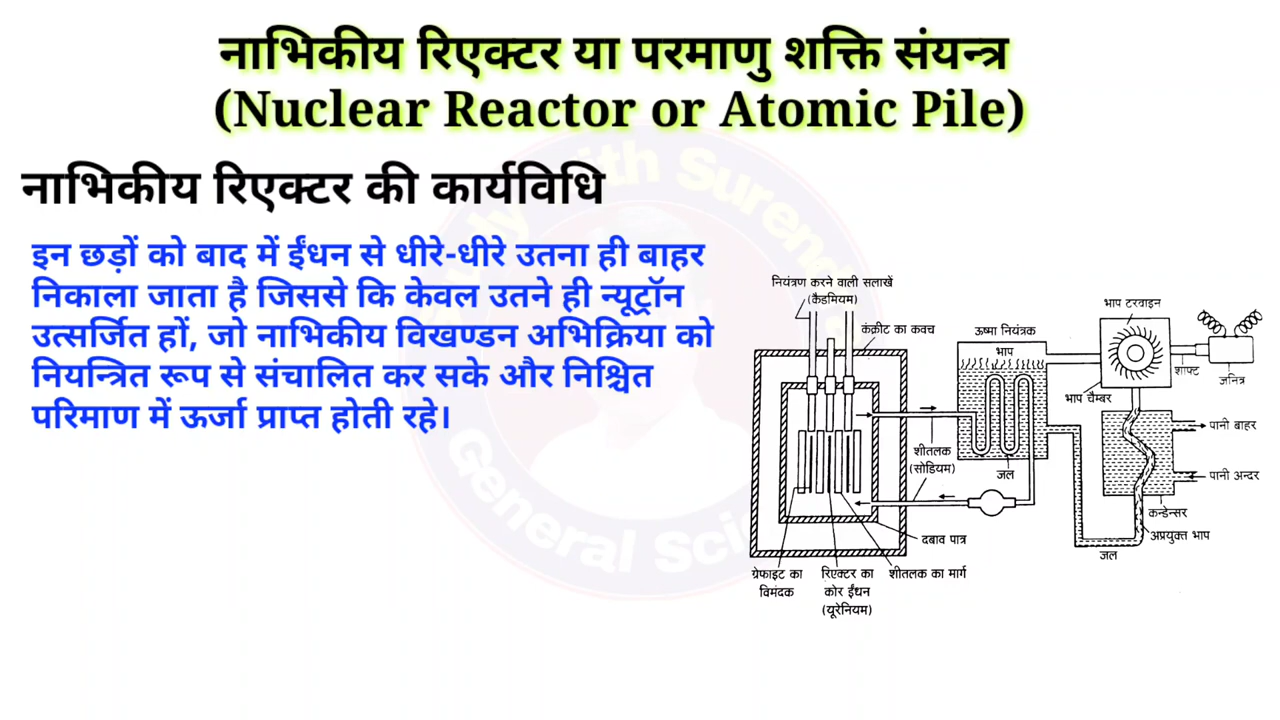 नाभिकीय रिएक्टर या परमाणु शक्ति संयन्त्र
(Nuclear Reactor or Atomic Pile)
नाभिकीय रिएक्टर की कार्यविधि
इन छड़ों को बाद में ईंधन से धीरे-धीरे उतना ही बाहर
निकाला जाता है जिससे कि केवल उतने ही न्यूट्रॉन
उत्सर्जित हों, जो नाभिकीय विखण्डन अभिक्रिया को
नियन्त्रित रूप से संचालित कर सके और निश्चित
परिमाण में ऊर्जा प्राप्त होती रहे।
नियंत्रण करने वाली सलाखें
(कैडमियम)
कंक्रीट का कवच
ऊष्मा नियंत्रक
भाप
भाप टरबाइन
शाफ्ट
जनित्र
भाप चैम्बर
पानी बाहर
शीतलक
(सोडियम)
जल
पानी अन्दर
कन्डेन्सर
अप्रयुक्त भाप
दबाव पात्र
जल
ग्रेफाइट का
विमंदक
रिएक्टर का
कोर ईंधन
(यूरेनियम)
शीतलक का मार्ग